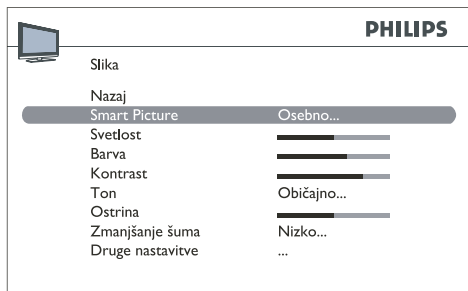 PHILIPS
Slika
Nazaj
Smart Picture Osebno...
Svetlost
Barva
Kontrast
Ton Običajno...
Ostrina
Zmanjšanje šuma Nizko...
Druge nastavitve ...